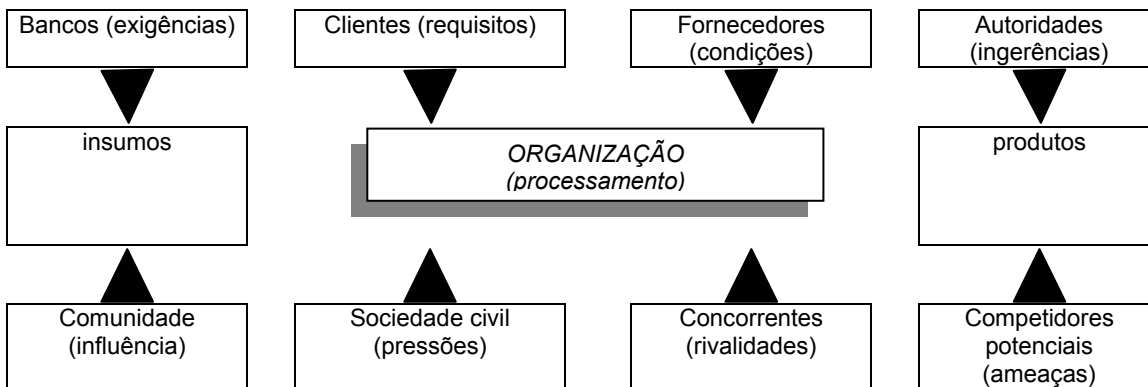 Bancos (exigências)
Clientes (requisitos)
Fornecedores
(condições)
Autoridades
(ingerências)
insumos
ORGANIZAÇÃO
(processamento)
produtos
Comunidade
(influência)
Sociedade civil
(pressões)
Concorrentes
(rivalidades)
Competidores
potenciais
(ameaças)